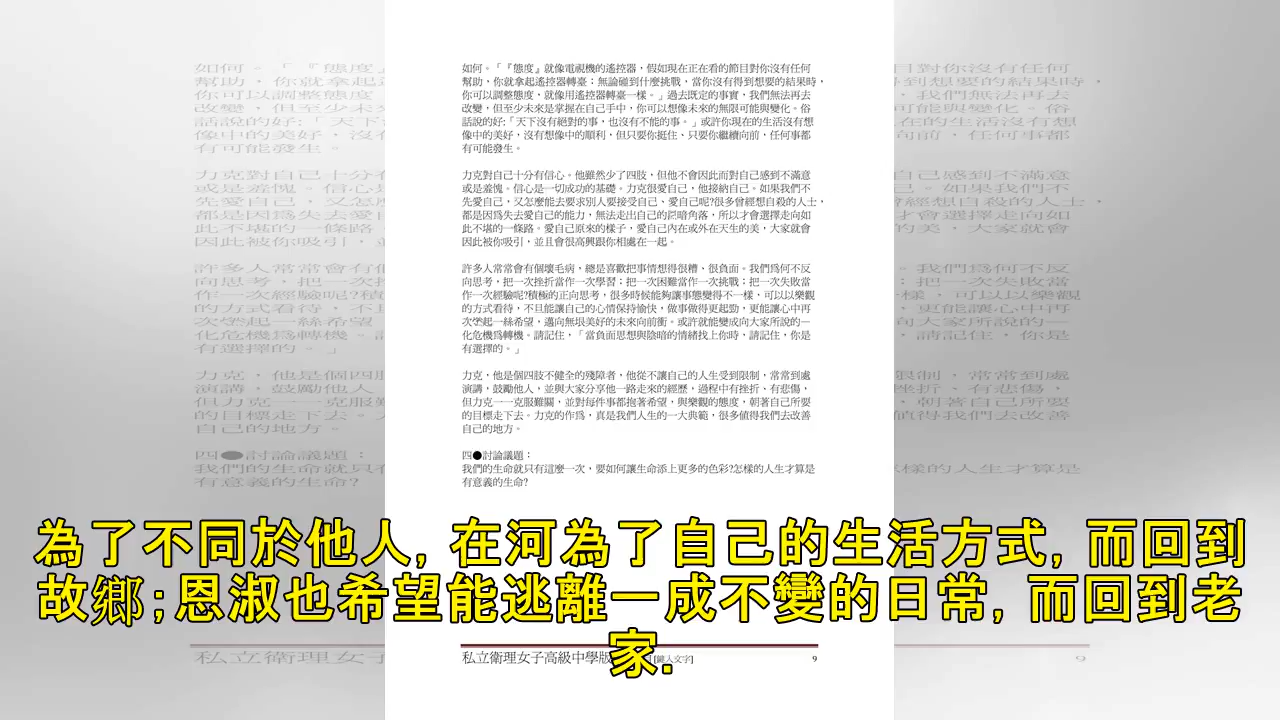 如何。「『態度』就像電視機的遙控器，假如現在正在看的節目對你沒有任何
幫助，你就拿起遙控器轉臺；無論碰到什麼挑戰，當你沒有得到想要的結果時，
你可以調整態度，就像用遙控器轉臺一樣。」過去既定的事實，我們無法再去
改變，但至少未來是掌握在自己手中，你可以想像未來的無限可能與變化。俗
話說的好:「天下沒有絕對的事，也沒有不能的事。」或許你現在的生活沒有想
像中的美好，沒有想像中的順利，但只要你挺住、只要你繼續向前，任何事都
有可能發生。
力克對自己十分有信心。他雖然少了四肢，但他不會因此而對自己感到不滿意
或是羞愧。信心是一切成功的基礎。力克很愛自己，他接納自己。如果我們不
先愛自己，又怎麼能去要求別人要接受自己、愛自己呢?很多曾經想自殺的人士，
都是因為失去愛自己的能力，無法走出自己的陰暗角落，所以才會選擇走向如
此不堪的一條路。愛自己原來的樣子，愛自己內在或外在天生的美，大家就會
因此被你吸引，並且會很高興跟你相處在一起。
許多人常常會有個壞毛病，總是喜歡把事情想得很糟，很負面。我們為何不反
向思考，把一次挫折當作一次學習；把一次困難當作一次挑戰；把一次失敗當
作一次經驗呢?積極的正向思考，很多時候能夠讓事態變得不一樣，可以以樂觀
的方式看待，不旦能讓自己的心情保持愉快，做事做得更起勁，更能讓心中再
次燃起一絲希望，邁向無垠美好的未來向前衝。或許就能變成向大家所說的—
化危機為轉機。請記住，「當負面思想與陰暗的情緒找上你時，請記住，你是
有選擇的。」
力克，他是個四肢不健全的殘障者，他從不讓自己的人生受到限制，常常到處
演講，鼓勵他人，並與大家分享他一路走來的經歷，過程中有挫折、有悲傷，
但力克一一克服難關，並對每件事都抱著希望，與樂觀的態度，朝著自己所要
的目標走下去。力克的作為，真是我們人生的一大典範，很多值得我們去改善
自己的地方。
四●討論議題：
我們的生命就只有這麼一次，要如何讓生命添上更多的色彩?怎樣的人生才算是
有意義的生命?
為了不同於他人, 在河為了自己的生活方式, 而回到
故鄉;恩淑也希望能逃離一成不變的日常, 而回到老
家.
私立衛理女子高級中學版 [鍵入文字] 9